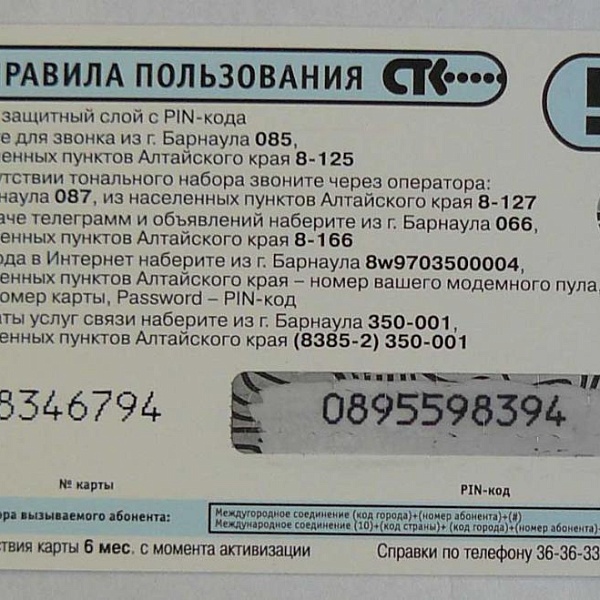 РАВИЛА ПОЛЬЗОВАНИЯ СТК
защитный слой с PIN-кода
е для звонка из г. Барнаула 085,
ленных пунктов Алтайского края 8-125
утствии тонального набора звоните через оператора:
наула 087, из населенных пунктов Алтайского края 8-127
аче телеграмм и объявлений наберите из г. Барнаула 066,
ленных пунктов Алтайского края 8-166
ода в Интернет наберите из г. Барнаула 8w9703500004,
ленных пунктов Алтайского края – номер вашего модемного пула,
номер карты, Password – PIN-код
аты услуг связи наберите из г. Барнаула 350-001,
ленных пунктов Алтайского края (8385-2) 350-001
8346794 0895598394
№ карты PIN-код
ора вызываемого абонента: Междугородное соединение (код города)+(номер абонента)+(#)
Международное соединение (10)+(код страны)+ (код города)+(номер абонента)
твия карты 6 мес. с момента активизации Справки по телефону 36-36-33